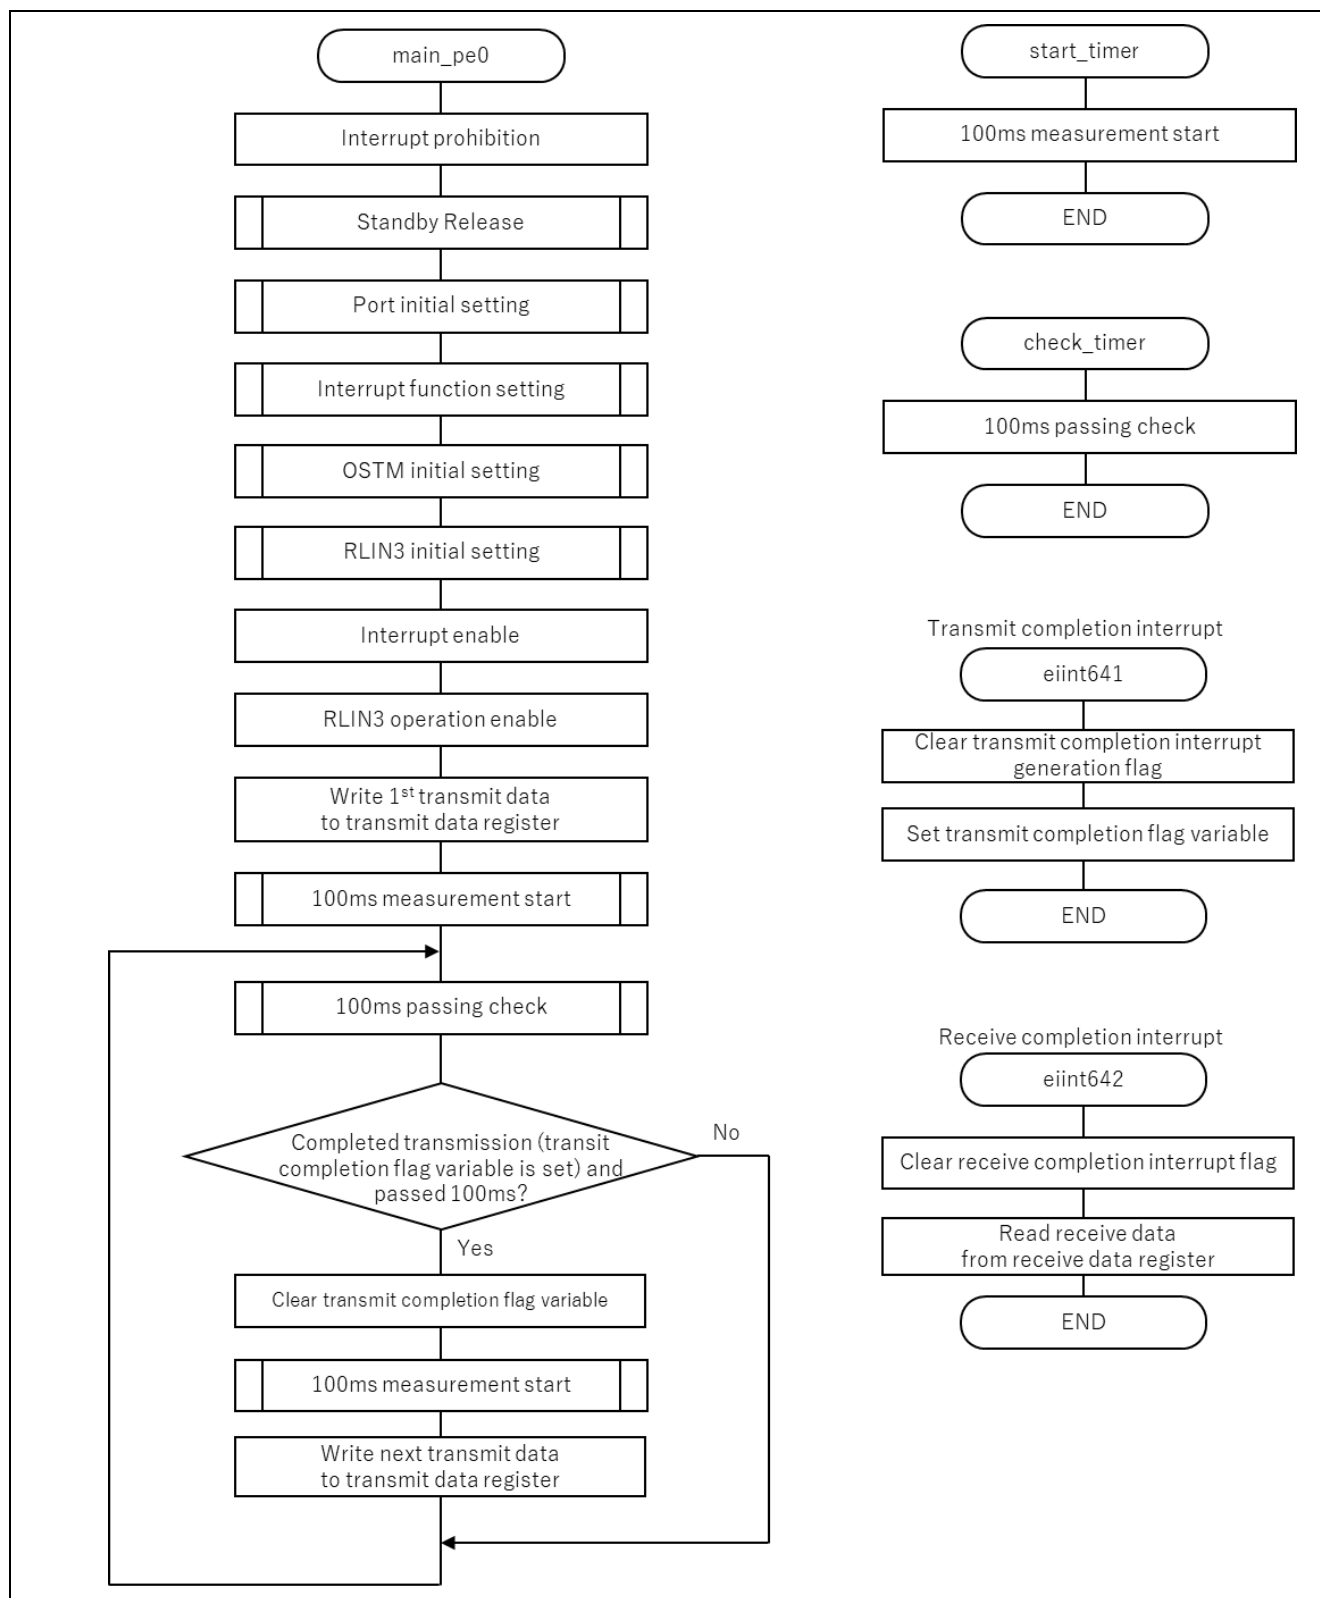 main_pe0
Interrupt prohibition
Standby Release
Port initial setting
Interrupt function setting
OSTM initial setting
RLIN3 initial setting
Interrupt enable
RLIN3 operation enable
Write 1st transmit data
to transmit data register
100ms measurement start
100ms passing check
Completed transmission (transit
completion flag variable is set) and
passed 100ms?
No
Yes
Clear transmit completion flag variable
100ms measurement start
Write next transmit data
to transmit data register
start_timer
100ms measurement start
END
check_timer
100ms passing check
END
Transmit completion interrupt
eiint641
Clear transmit completion interrupt
generation flag
Set transmit completion flag variable
END
Receive completion interrupt
eiint642
Clear receive completion interrupt flag
Read receive data
from receive data register
END